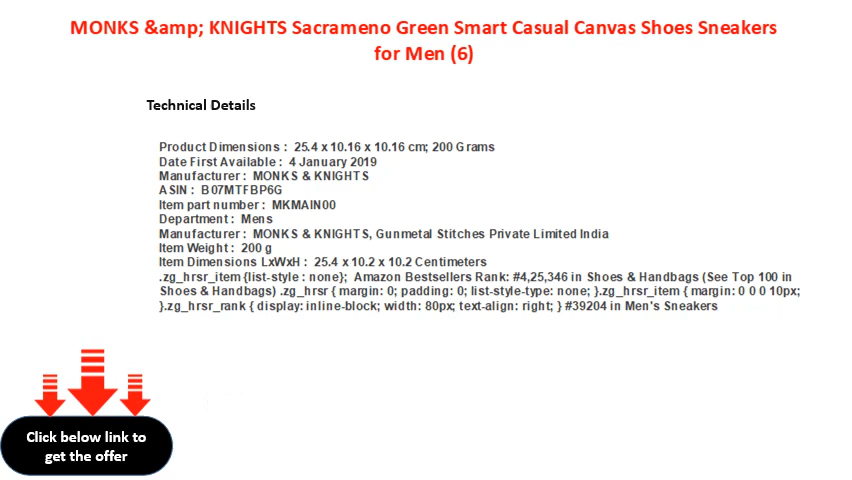 MONKS &amp; KNIGHTS Sacrameno Green Smart Casual Canvas Shoes Sneakers
for Men (6)
Technical Details
Product Dimensions : 25.4 x 10.16 x 10.16 cm; 200 Grams
Date First Available : 4 January 2019
Manufacturer : MONKS & KNIGHTS
ASIN : B07MTFBP6G
Item part number : MKMAIN00
Department : Mens
Manufacturer : MONKS & KNIGHTS, Gunmetal Stitches Private Limited India
Item Weight : 200 g
Item Dimensions LxWxH : 25.4 x 10.2 x 10.2 Centimeters
.zg_hrsr_item {list-style : none}; Amazon Bestsellers Rank: #4,25,346 in Shoes & Handbags (See Top 100 in
Shoes & Handbags) .zg_hrsr { margin: 0; padding: 0; list-style-type: none; }.zg_hrsr_item { margin: 0 0 0 10px;
}.zg_hrsr_rank { display: inline-block; width: 80px; text-align: right; } #39204 in Men's Sneakers
Click below link to
get the offer